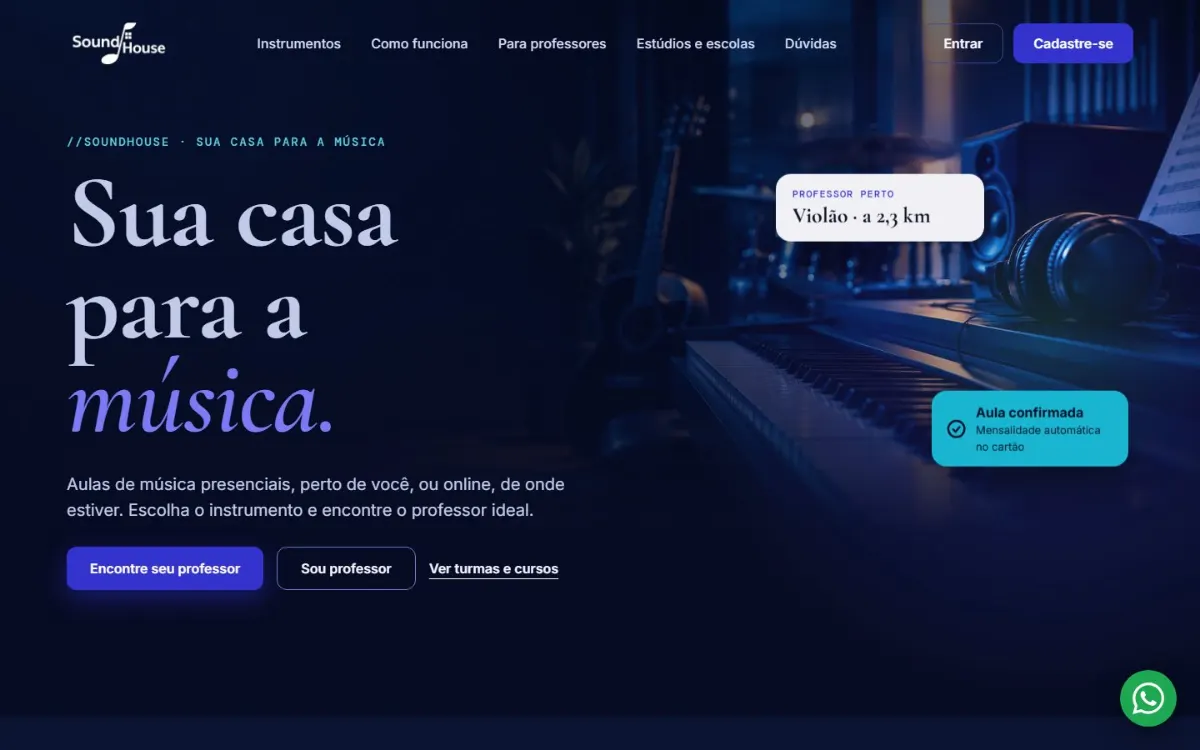 Sound House
Instrumentos
Como funciona
Para professores
Estúdios e escolas
Dúvidas
Entrar
Cadastre-se
//SOUNDHOUSE · SUA CASA PARA A MÚSICA
Sua casa
para a
música.
PROFESSOR PERTO
Violão · a 2,3 km
Aula confirmada
Mensalidade automática
no cartão
Aulas de música presenciais, perto de você, ou online, de onde
estiver. Escolha o instrumento e encontre o professor ideal.
Encontre seu professor
Sou professor
Ver turmas e cursos